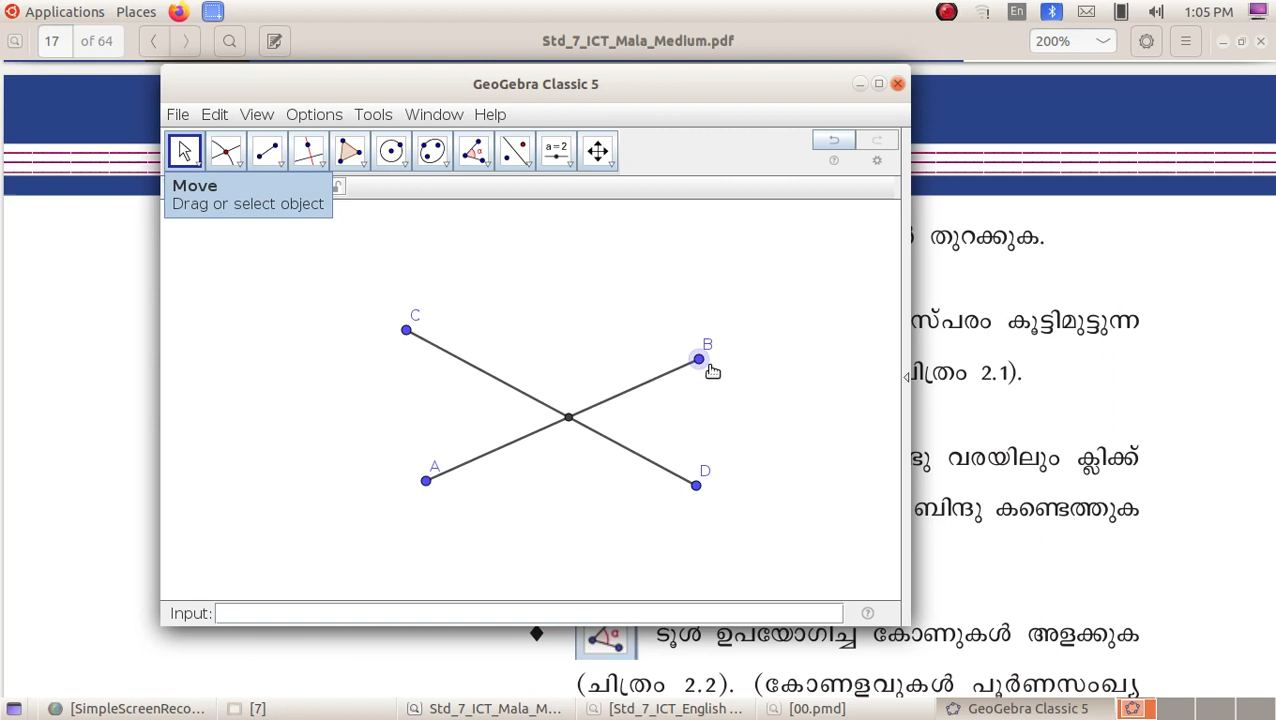 Applications Places En 1:05 PM
17 of 64 Std_7_ICT_Mala_Medium.pdf 200%
GeoGebra Classic 5
File Edit View Options Tools Window Help
a=2
Move
Drag or select object
തുറക്കുക.
C
സ്പരം കൂട്ടിമുട്ടുന്ന
B
ചിത്രം 2.1).
വരയിലും ക്ലിക്ക്
A
D
ബിന്ദു കണ്ടെത്തുക
Input:
α ടൂൾ ഉപയോഗിച്ച് കോണുകൾ അളക്കുക
(ചിത്രം 2.2). (കോണളവുകൾ പൂർണസംഖ്യ
[SimpleScreenReco... [7] Std_7_ICT_Mala_M... [Std_7_ICT_English ... [00.pmd] GeoGebra Classic 5